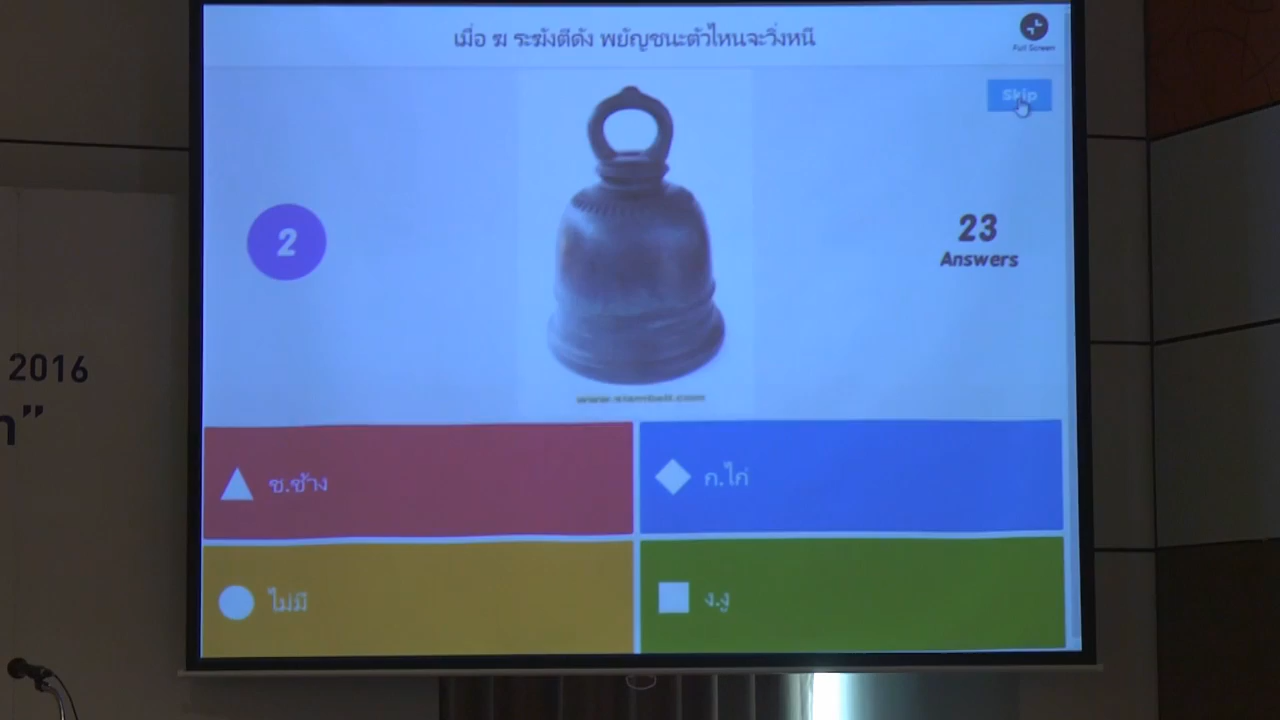 เมื่อ ฆ ระฆังตีดัง พยัญชนะตัวไหนจะวิ่งหนี
Full Screen
Skip
2
23
Answers
www.siambell.com
ช.ช้าง
ก.ไก่
ไม่มี
ง.งู
2016